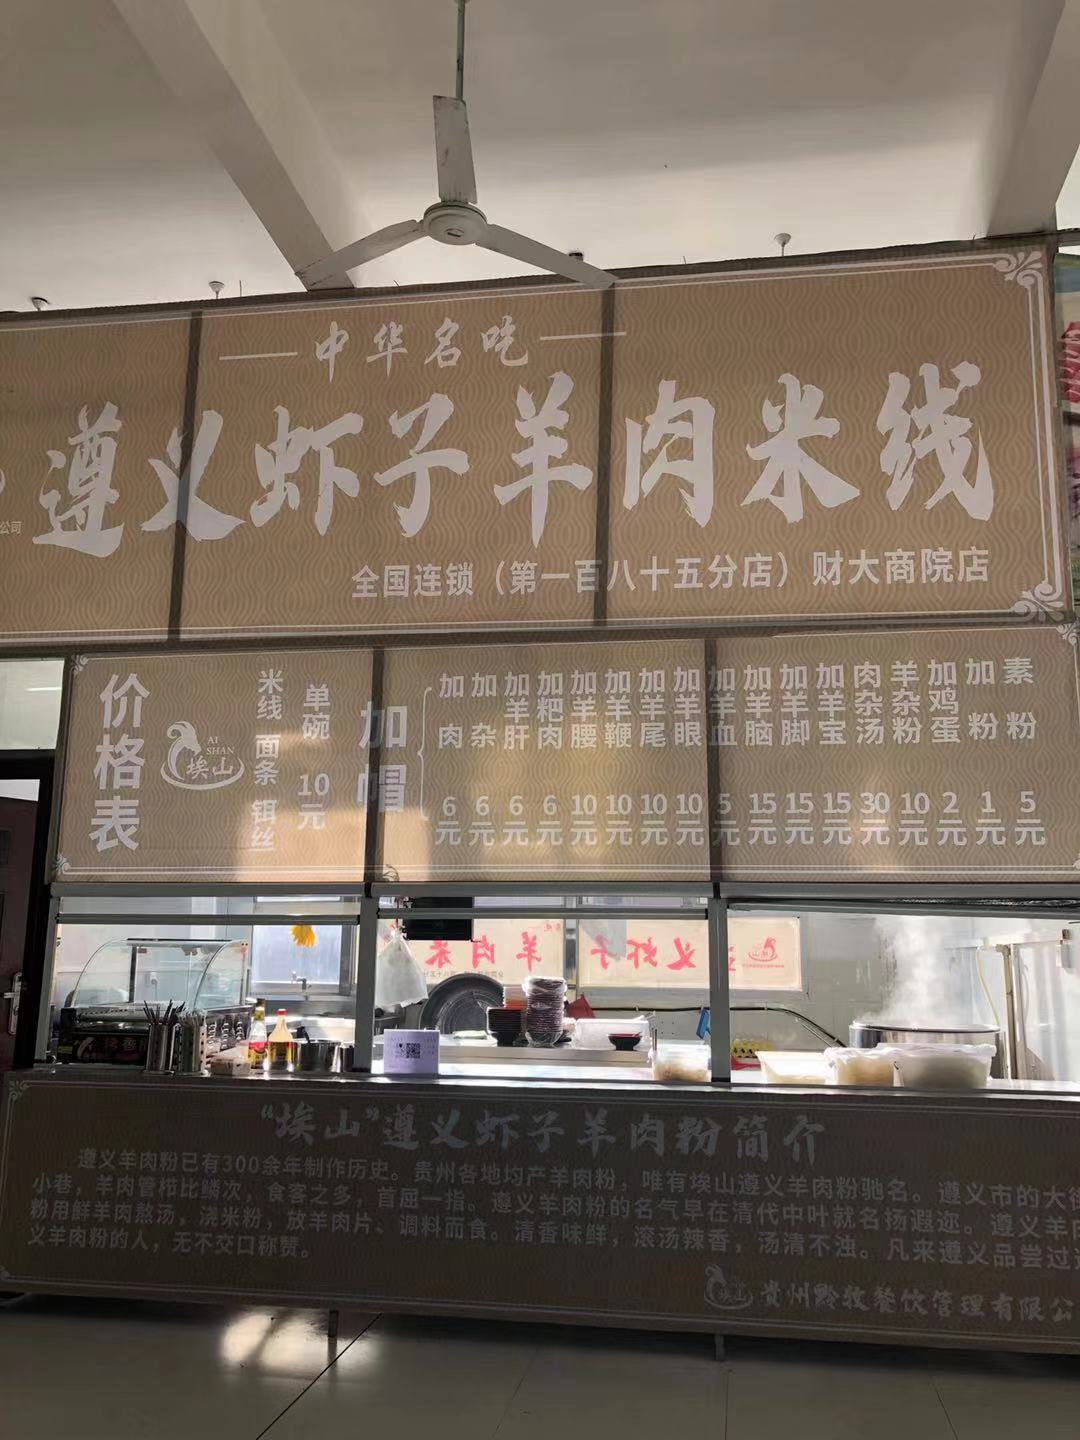 中华名吃
遵义虾子羊肉米线
公司
全国连锁（第一百八十五分店）财大商院店
价格表
AI SHAN
埃山
米线 面条 饵丝
单碗 10元
加帽
加肉 6元
加杂 6元
加羊肝 6元
加粑肉 6元
加羊腰 10元
加羊鞭 10元
加羊尾 10元
加羊眼 10元
加羊血 5元
加羊脑 15元
加羊脚 15元
加羊宝 15元
肉杂汤 30元
羊杂粉 10元
加鸡蛋 2元
加粉 1元
素粉 5元
义虾子羊肉米
“埃山”遵义虾子羊肉粉简介
遵义羊肉粉已有300余年制作历史。贵州各地均产羊肉粉，唯有埃山遵义羊肉粉驰名。遵义市的大街
小巷，羊肉管栉比鳞次，食客之多，首屈一指。遵义羊肉粉的名气早在清代中叶就名扬遐迩。遵义羊肉
粉用鲜羊肉熬汤，浇米粉，放羊肉片、调料而食。清香味鲜，滚汤辣香，汤清不浊。凡来遵义品尝过遵
义羊肉粉的人，无不交口称赞。
埃山
贵州黔牧餐饮管理有限公